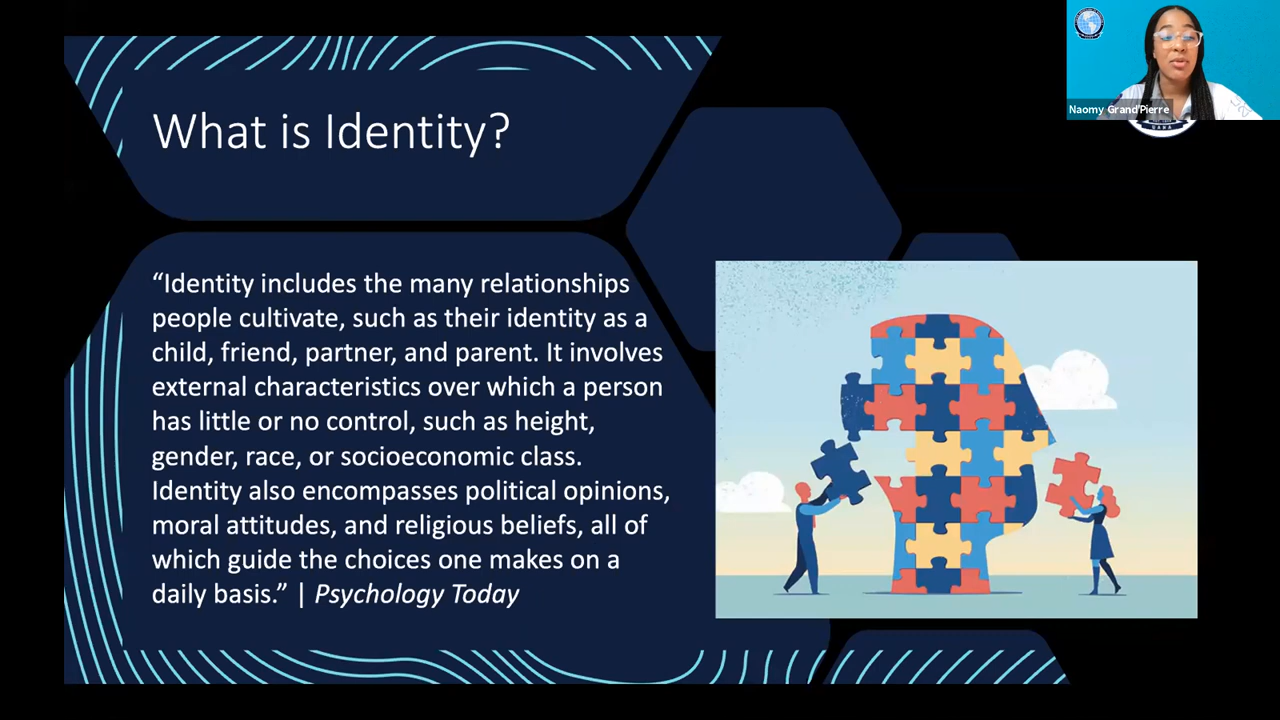 What is Identity?
“Identity includes the many relationships
people cultivate, such as their identity as a
child, friend, partner, and parent. It involves
external characteristics over which a person
has little or no control, such as height,
gender, race, or socioeconomic class.
Identity also encompasses political opinions,
moral attitudes, and religious beliefs, all of
which guide the choices one makes on a
daily basis.” | Psychology Today
Naomy Grand'Pierre